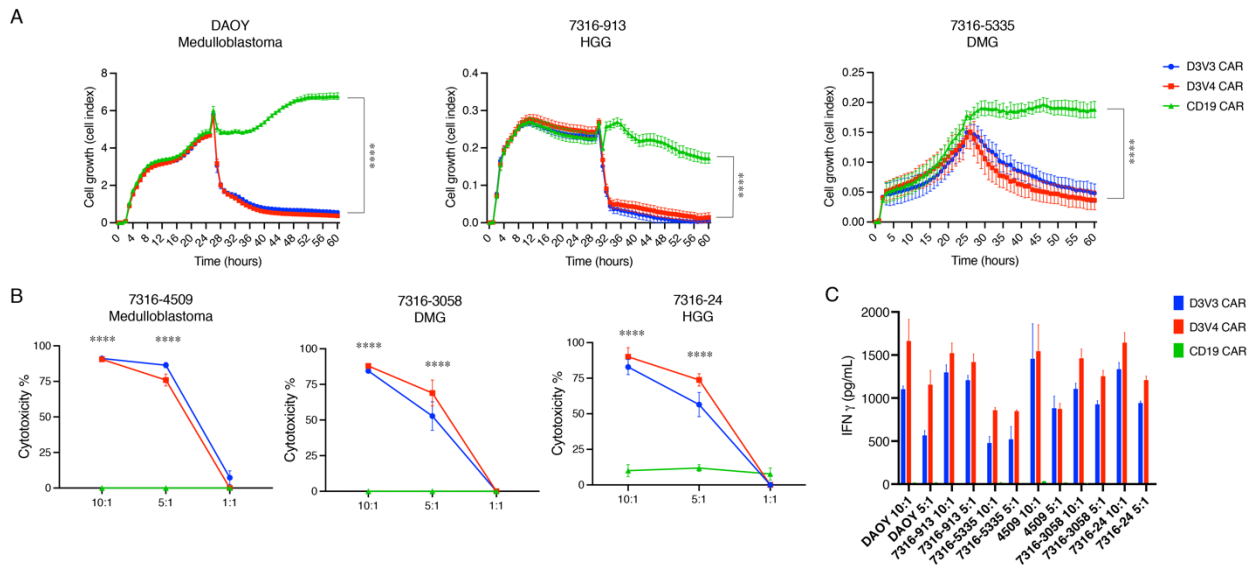 A
DAOY
Medulloblastoma
Cell growth (cell index)
8
6
4
2
0
0 4 8 12 16 20 24 28 32 36 40 44 48 52 56 60
Time (hours)
****
7316-913
HGG
Cell growth (cell index)
0.4
0.3
0.2
0.1
0.0
0 4 8 12 16 20 24 28 32 36 40 44 48 52 56 60
Time (hours)
****
7316-5335
DMG
Cell growth (cell index)
0.25
0.20
0.15
0.10
0.05
0.00
0 5 10 15 20 25 30 35 40 45 50 55 60
Time (hours)
****
D3V3 CAR
D3V4 CAR
CD19 CAR
B
7316-4509
Medulloblastoma
Cytotoxicity %
100
75
50
25
0
**** ****
10:1 5:1 1:1
7316-3058
DMG
Cytotoxicity %
100
75
50
25
0
**** ****
10:1 5:1 1:1
7316-24
HGG
Cytotoxicity %
100
75
50
25
0
**** ****
10:1 5:1 1:1
C
IFN γ (pg/mL)
2000
1500
1000
500
0
DAOY 10:1
DAOY 5:1
7316-913 10:1
7316-913 5:1
7316-5335 10:1
7316-5335 5:1
4509 10:1
4509 5:1
7316-3058 10:1
7316-3058 5:1
7316-24 10:1
7316-24 5:1
D3V3 CAR
D3V4 CAR
CD19 CAR